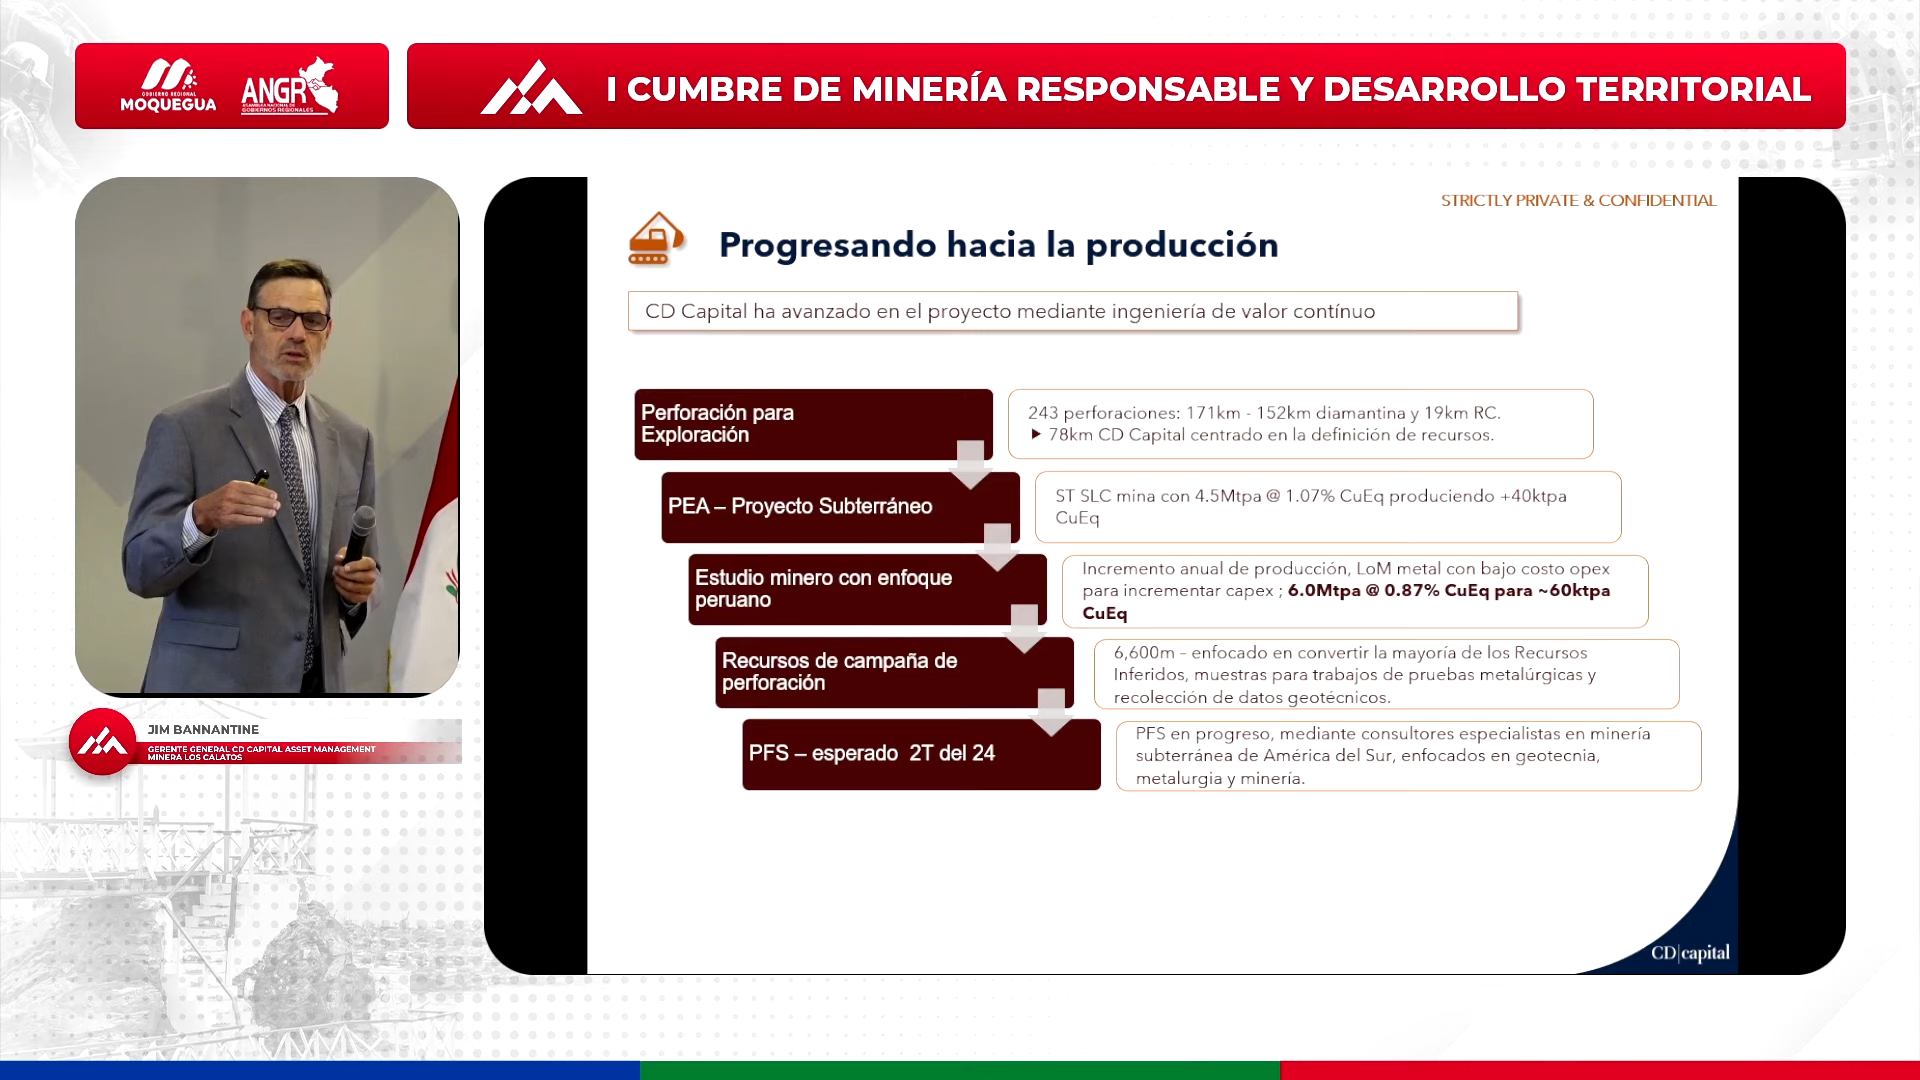 GOBIERNO REGIONAL
MOQUEGUA
ANGR
ASAMBLEA NACIONAL DE
GOBIERNOS REGIONALES
I CUMBRE DE MINERÍA RESPONSABLE Y DESARROLLO TERRITORIAL
STRICTLY PRIVATE & CONFIDENTIAL
Progresando hacia la producción
CD Capital ha avanzado en el proyecto mediante ingeniería de valor contínuo
Perforación para
Exploración
243 perforaciones: 171km - 152km diamantina y 19km RC.
78km CD Capital centrado en la definición de recursos.
PEA – Proyecto Subterráneo
ST SLC mina con 4.5Mtpa @ 1.07% CuEq produciendo +40ktpa
CuEq
Estudio minero con enfoque
peruano
Incremento anual de producción, LoM metal con bajo costo opex
para incrementar capex ; 6.0Mtpa @ 0.87% CuEq para ~60ktpa
CuEq
Recursos de campaña de
perforación
6,600m – enfocado en convertir la mayoría de los Recursos
Inferidos, muestras para trabajos de pruebas metalúrgicas y
recolección de datos geotécnicos.
PFS – esperado 2T del 24
PFS en progreso, mediante consultores especialistas en minería
subterránea de América del Sur, enfocados en geotecnia,
metalurgia y minería.
CD|capital
JIM BANNANTINE
GERENTE GENERAL CD CAPITAL ASSET MANAGEMENT
MINERA LOS CALATOS